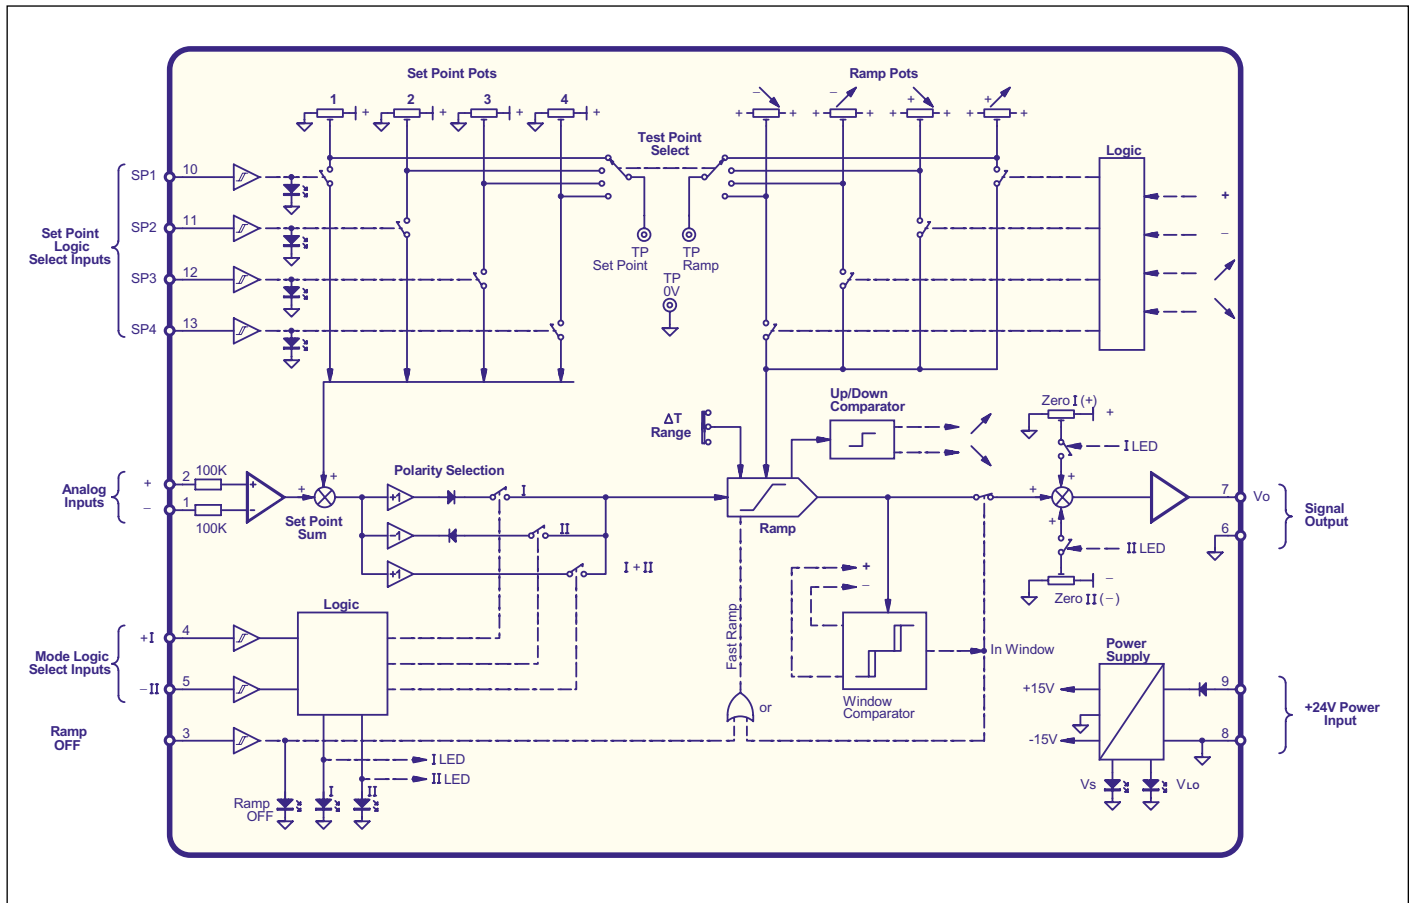 Set Point Pots
Ramp Pots
1
2
3
4
+
+
+
+
−
−
+
+
− +
− +
− +
+ +
Test Point
Select
Logic
SP1
10
SP2
11
SP3
12
SP4
13
Set Point
Logic
Select Inputs
+
−
TP
Set Point
TP
Ramp
TP
0V
ΔT
Range
Up/Down
Comparator
Zero I (+)
+
I LED
Analog
Inputs
+
2
100K
−
1
100K
+
−
+
+
Set Point
Sum
Polarity Selection
+1
I
−1
II
+1
I + II
Ramp
+
+
+
7
Vo
6
Signal
Output
II LED
−
Zero II (−)
+
−
Fast Ramp
In Window
Window
Comparator
or
Logic
Mode Logic
Select Inputs
+I
4
−II
5
Ramp
OFF
3
I LED
II LED
Ramp
OFF
I
II
Power
Supply
+15V
-15V
9
8
+24V Power
Input
Vs
VLO